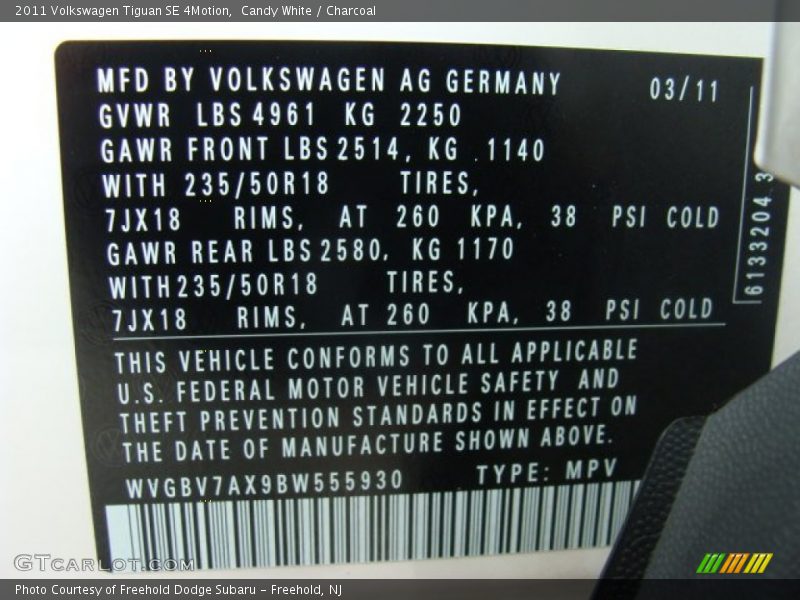 2011 Volkswagen Tiguan SE 4Motion,  Candy White / Charcoal
MFD BY VOLKSWAGEN AG GERMANY 03/11
GVWR LBS 4961 KG 2250
GAWR FRONT LBS 2514, KG 1140
WITH 235/50R18 TIRES,
7JX18 RIMS, AT 260 KPA, 38 PSI COLD
GAWR REAR LBS 2580, KG 1170
WITH 235/50R18 TIRES,
7JX18 RIMS, AT 260 KPA, 38 PSI COLD
6133204 3
THIS VEHICLE CONFORMS TO ALL APPLICABLE
U.S. FEDERAL MOTOR VEHICLE SAFETY AND
THEFT PREVENTION STANDARDS IN EFFECT ON
THE DATE OF MANUFACTURE SHOWN ABOVE.
WVGBV7AX9BW555930 TYPE: MPV
GTCARLOT.COM
Photo Courtesy of Freehold Dodge Subaru – Freehold, NJ